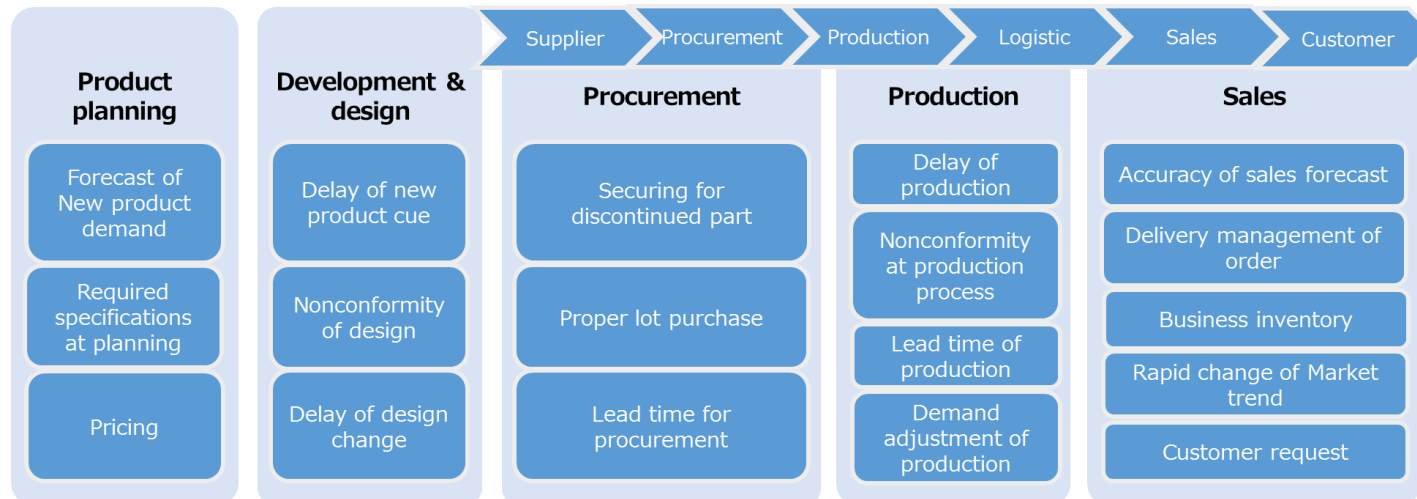 Supplier
Procurement
Production
Logistic
Sales
Customer
Product
planning
Forecast of
New product
demand
Required
specifications
at planning
Pricing
Development &
design
Delay of new
product cue
Nonconformity
of design
Delay of design
change
Procurement
Securing for
discontinued part
Proper lot purchase
Lead time for
procurement
Production
Delay of
production
Nonconformity
at production
process
Lead time of
production
Demand
adjustment of
production
Sales
Accuracy of sales forecast
Delivery management of
order
Business inventory
Rapid change of Market
trend
Customer request